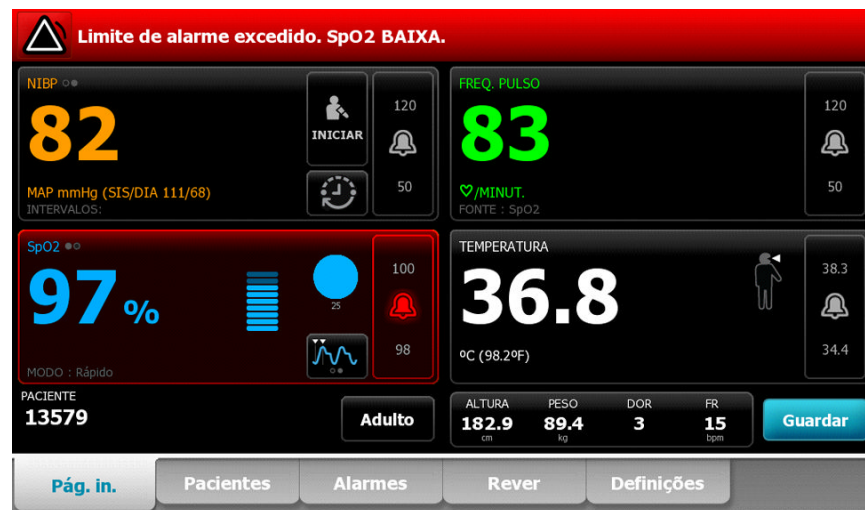 Limite de alarme excedido. SpO2 BAIXA.
NIBP
82
MAP mmHg (SIS/DIA 111/68)
INTERVALOS:
INICIAR
120
50
FREQ. PULSO
83
/MINUT.
FONTE : SpO2
120
50
SpO2
97%
MODO : Rápido
25
100
98
TEMPERATURA
36.8
ºC (98.2ºF)
38.3
34.4
PACIENTE
13579
Adulto
ALTURA PESO DOR FR
182.9 89.4 3 15
cm kg bpm
Guardar
Pág. in. Pacientes Alarmes Rever Definições